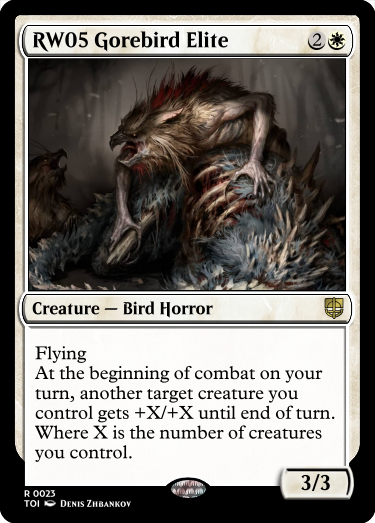 RW05 Gorebird Elite 2
Creature — Bird Horror
Flying
At the beginning of combat on your
turn, another target creature you
control gets +X/+X until end of turn.
Where X is the number of creatures
you control.
3/3
R 0023
TOI DENIS ZHBANKOV